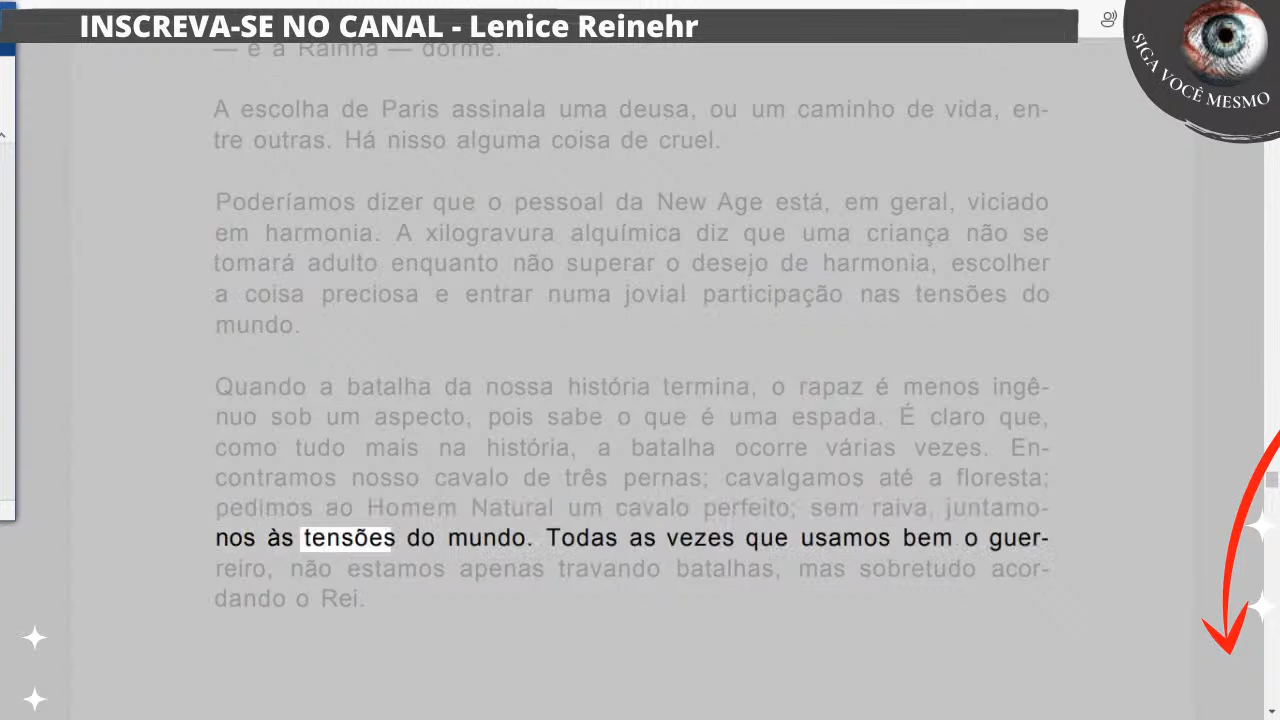 INSCREVA-SE NO CANAL - Lenice Reinehr
SIGA VOCÊ MESMO
— e a Rainha — dorme.
A escolha de Paris assinala uma deusa, ou um caminho de vida, en-
tre outras. Há nisso alguma coisa de cruel.
Poderíamos dizer que o pessoal da New Age está, em geral, viciado
em harmonia. A xilogravura alquímica diz que uma criança não se
tomará adulto enquanto não superar o desejo de harmonia, escolher
a coisa preciosa e entrar numa jovial participação nas tensões do
mundo.
Quando a batalha da nossa história termina, o rapaz é menos ingê-
nuo sob um aspecto, pois sabe o que é uma espada. É claro que,
como tudo mais na história, a batalha ocorre várias vezes. En-
contramos nosso cavalo de três pernas; cavalgamos até a floresta;
pedimos ao Homem Natural um cavalo perfeito; sem raiva, juntamo-
nos às tensões do mundo. Todas as vezes que usamos bem o guer-
reiro, não estamos apenas travando batalhas, mas sobretudo acor-
dando o Rei.